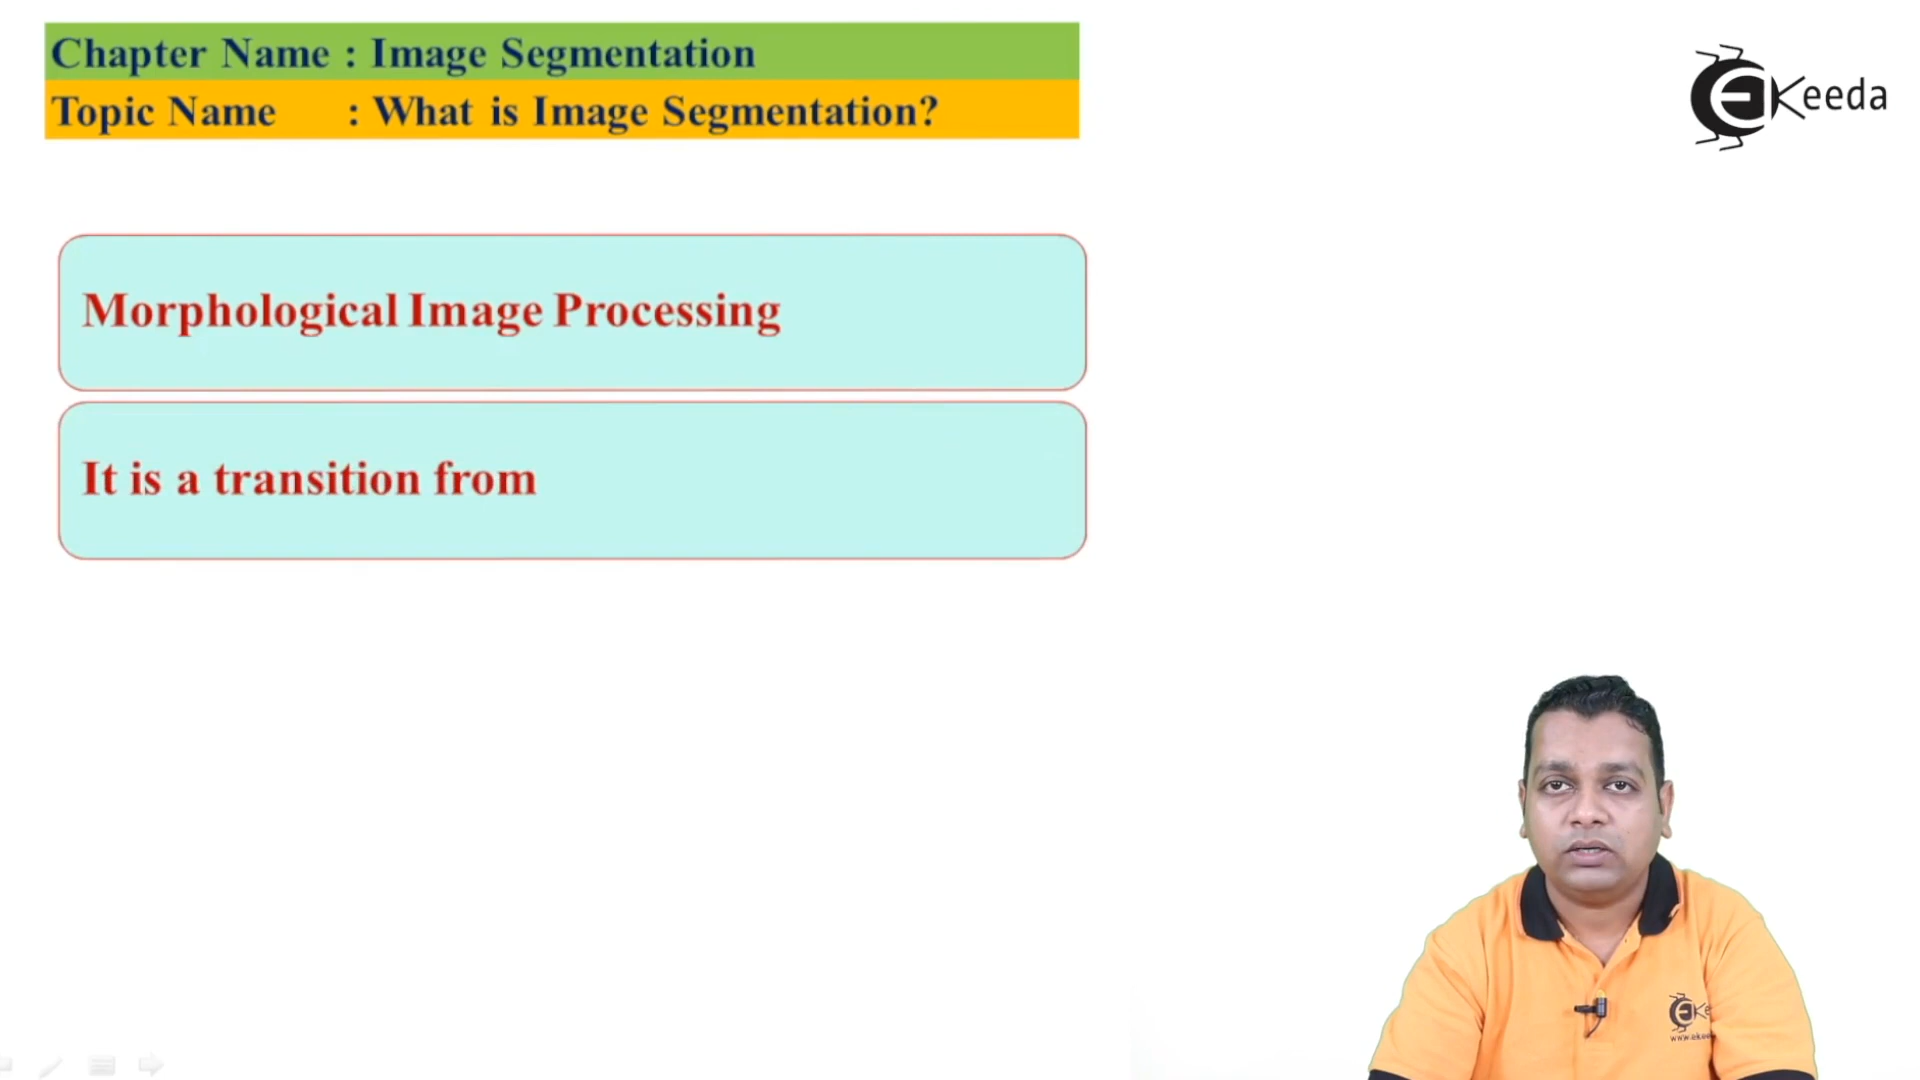 Chapter Name : Image Segmentation
Topic Name : What is Image Segmentation?
Keeda
Morphological Image Processing
It is a transition from